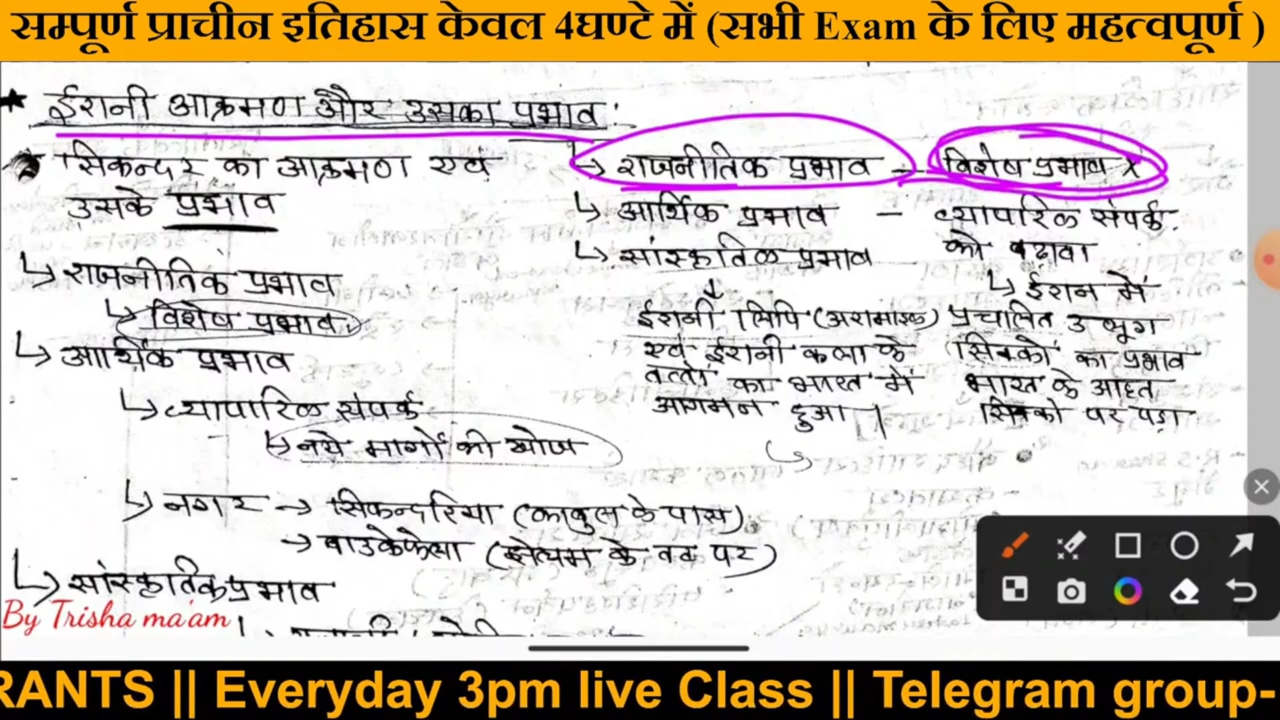 सम्पूर्ण प्राचीन इतिहास केवल 4घण्टे में (सभी Exam के लिए महत्वपूर्ण )
ईरानी आक्रमण और उसका प्रभाव :
सिकन्दर का आक्रमण एवं
उसके प्रभाव
↳ राजनीतिक प्रभाव
↳ विशेष प्रभाव
↳ आर्थिक प्रभाव
↳ व्यापारिक संपर्क
↳ नये मार्गों की खोज
↳ नगर → सिकन्दरिया (काबुल के पास)
→ वाउकेफेला (झेलम के तट पर)
↳ सांस्कृतिक प्रभाव
↳ राजनीतिक प्रभाव — विशेष प्रभाव X
↳ आर्थिक प्रभाव — व्यापारिक संपर्क
को बढ़ावा
↳ सांस्कृतिक प्रभाव
↓
ईरानी लिपि (अरामाइक)
एवं ईरानी कला के
तत्वों का भारत में
आगमन हुआ |
↳ ईरान में
प्रचलित
सिक्कों का प्रभाव
भारत के आहत
सिक्कों पर पड़ा
By Trisha ma'am
RANTS || Everyday 3pm live Class || Telegram group-